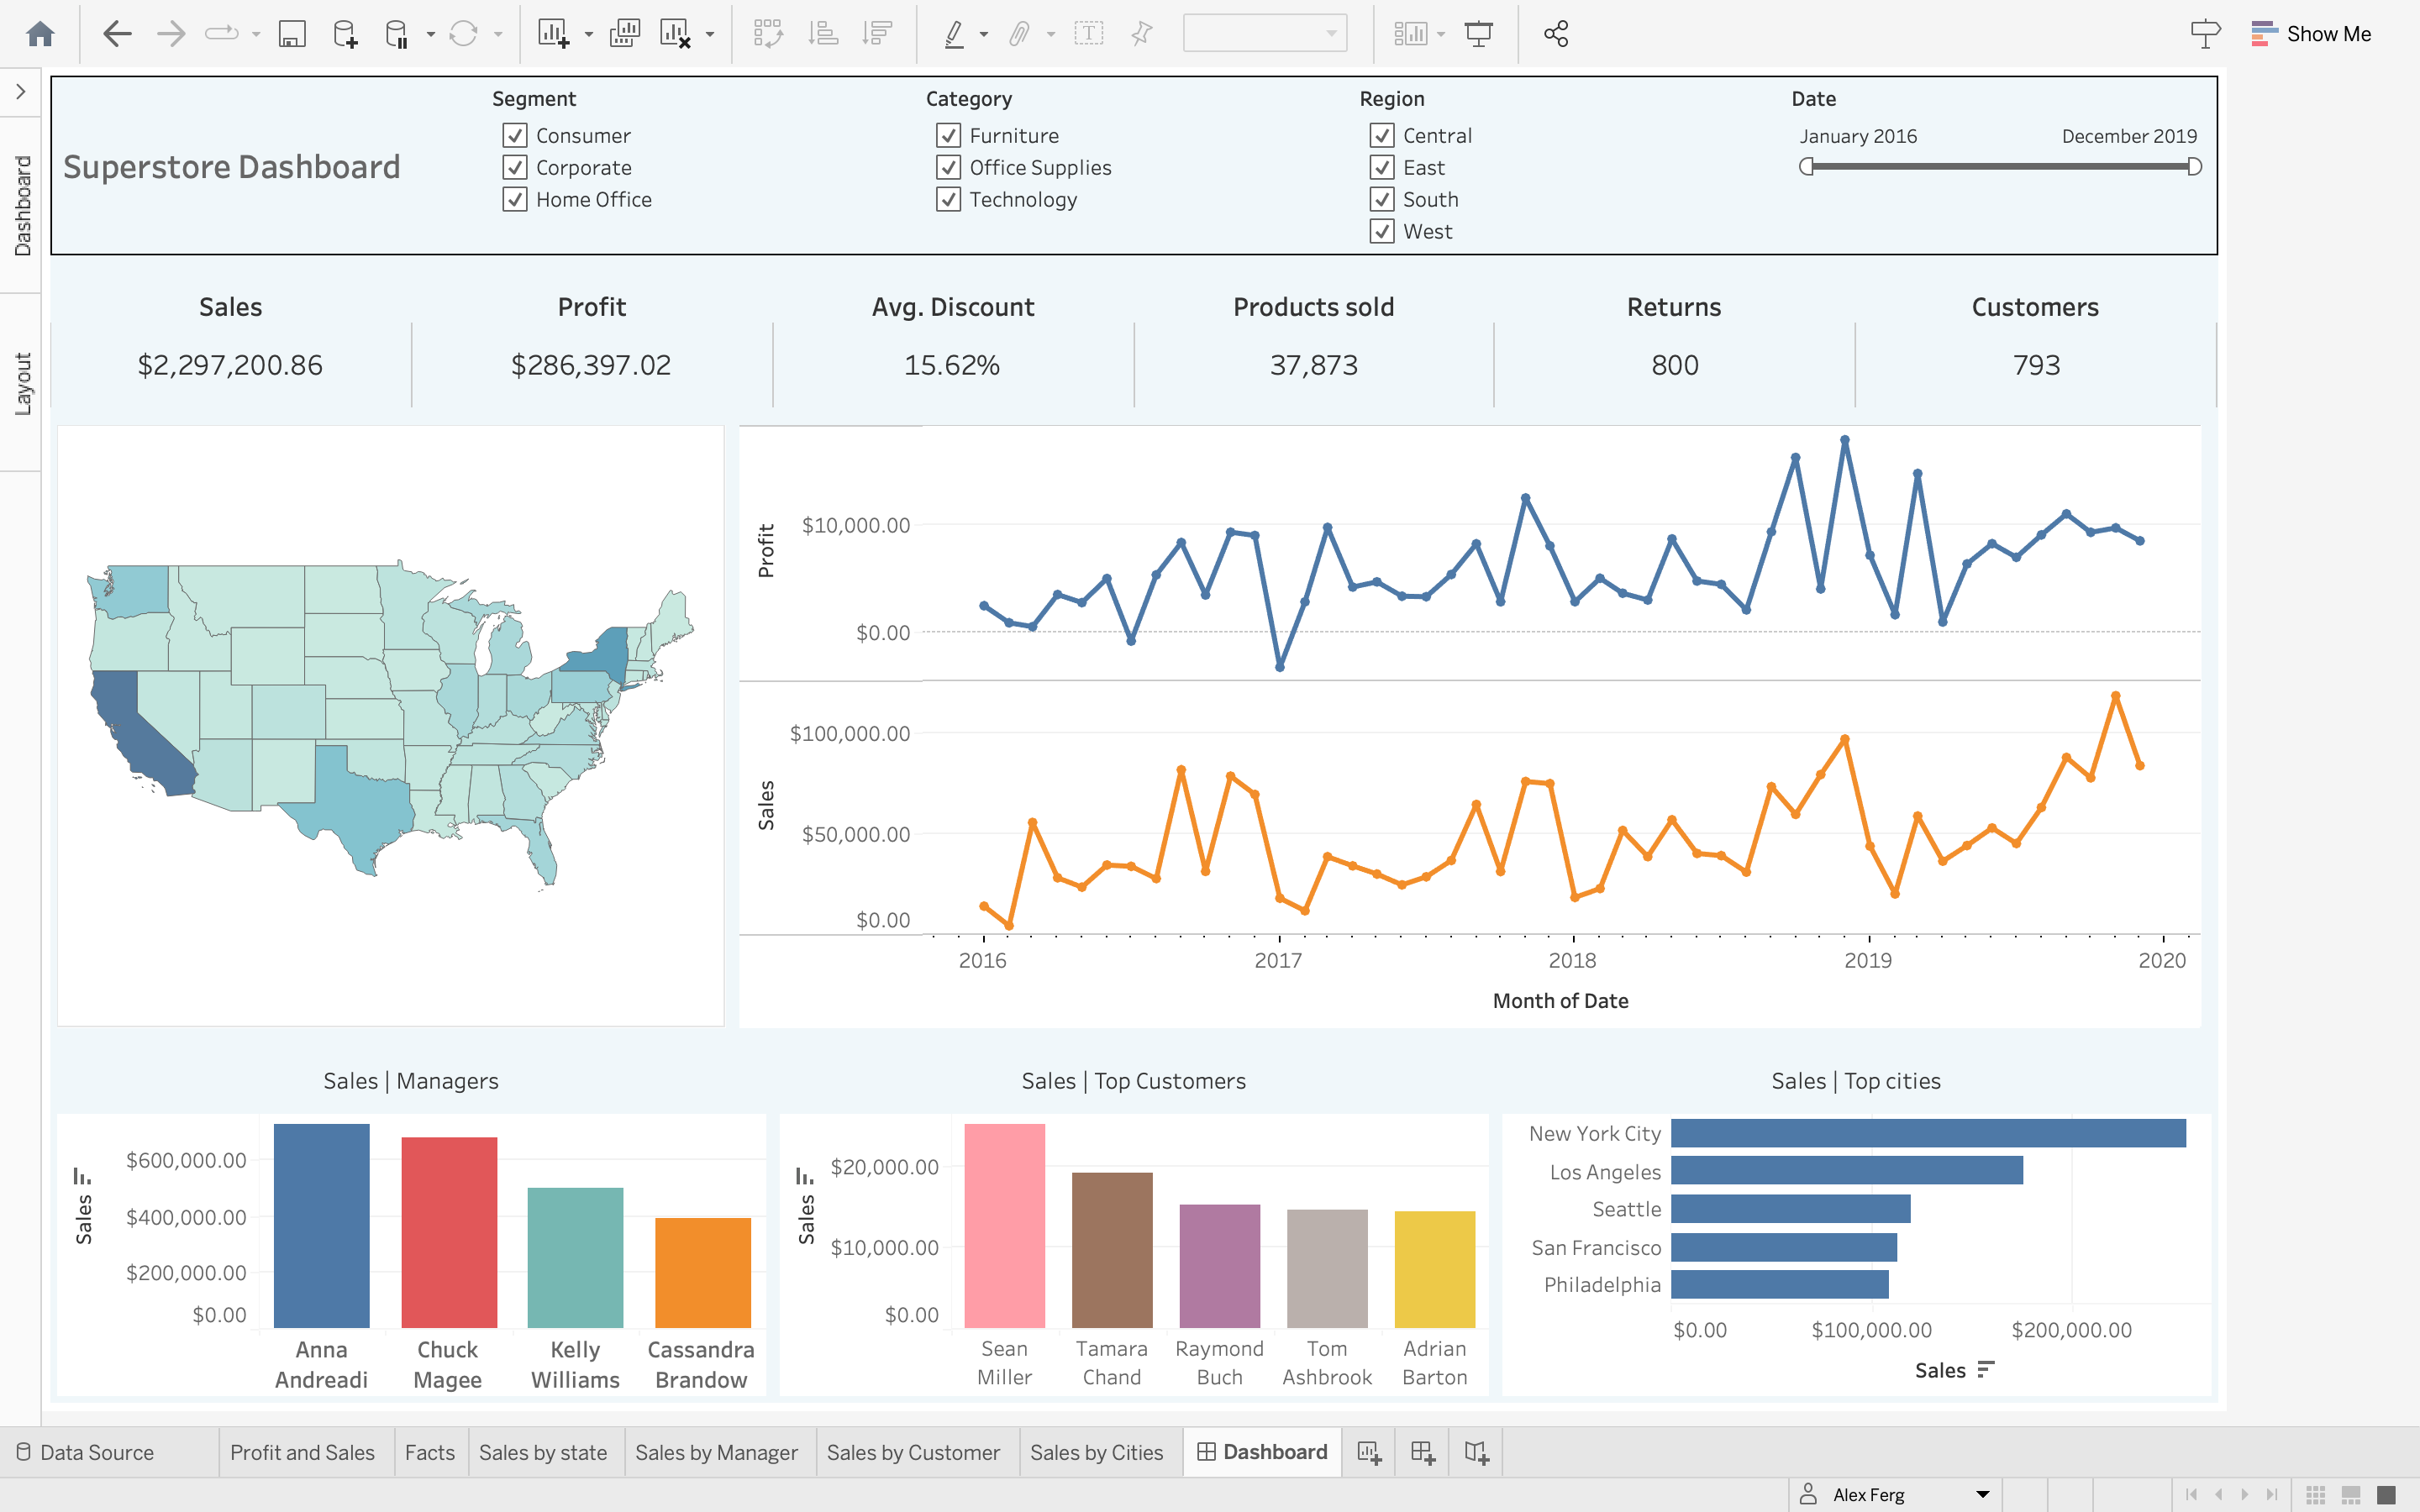 Show Me
Dashboard
Layout
Superstore Dashboard
Segment
Consumer
Corporate
Home Office
Category
Furniture
Office Supplies
Technology
Region
Central
East
South
West
Date
January 2016 December 2019
Sales Profit Avg. Discount Products sold Returns Customers
$2,297,200.86 $286,397.02 15.62% 37,873 800 793
Profit
$10,000.00
$0.00
Sales
$100,000.00
$50,000.00
$0.00
2016 2017 2018 2019 2020
Month of Date
Sales | Managers
Sales
$600,000.00
$400,000.00
$200,000.00
$0.00
Anna Chuck Kelly Cassandra
Andreadi Magee Williams Brandow
Sales | Top Customers
Sales
$20,000.00
$10,000.00
$0.00
Sean Tamara Raymond Tom Adrian
Miller Chand Buch Ashbrook Barton
Sales | Top cities
New York City
Los Angeles
Seattle
San Francisco
Philadelphia
$0.00 $100,000.00 $200,000.00
Sales
Data Source Profit and Sales Facts Sales by state Sales by Manager Sales by Customer Sales by Cities Dashboard
Alex Ferg